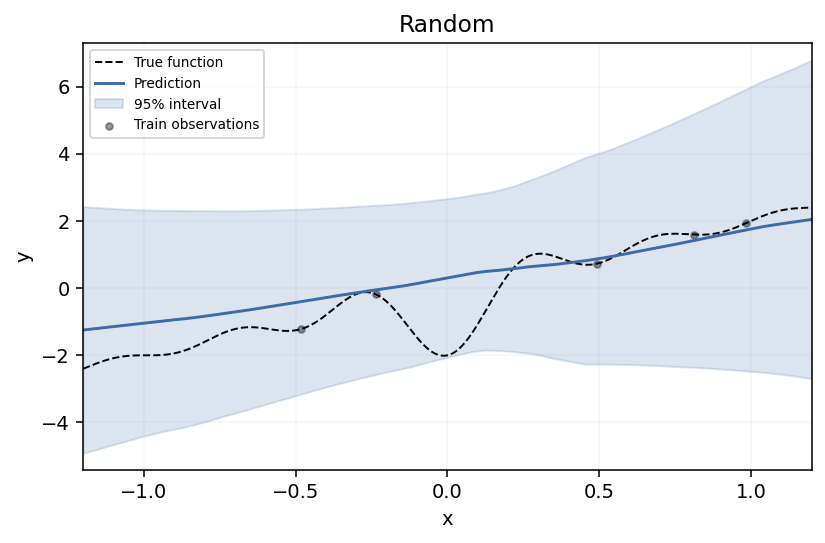 Random
True function
Prediction
95% interval
Train observations
y
6
4
2
0
−2
−4
−1.0 −0.5 0.0 0.5 1.0
x